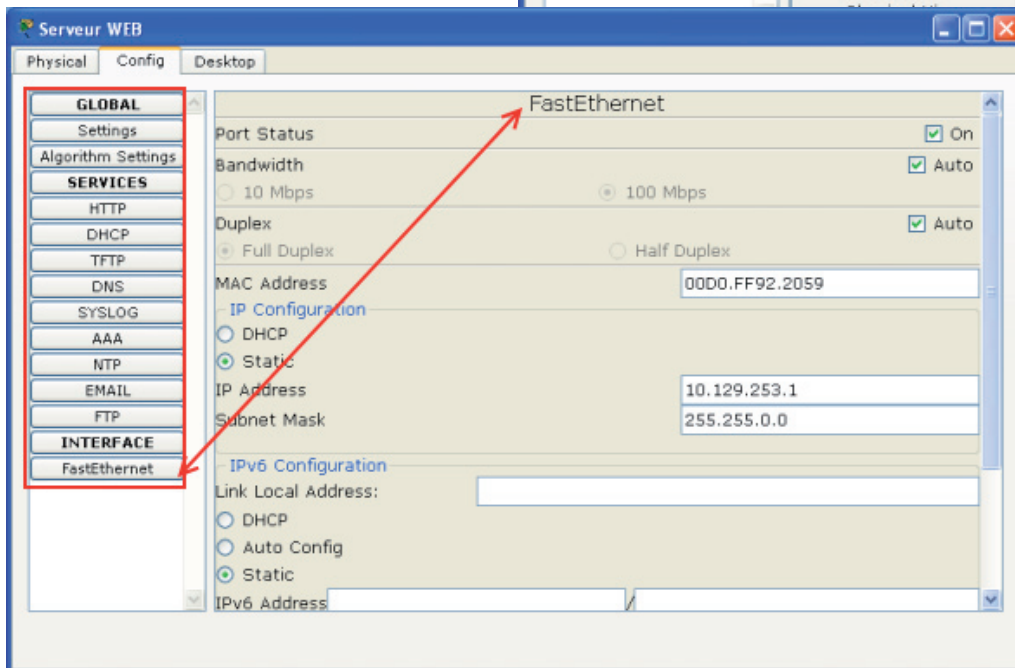 Serveur WEB
Physical Config Desktop
GLOBAL
Settings
Algorithm Settings
SERVICES
HTTP
DHCP
TFTP
DNS
SYSLOG
AAA
NTP
EMAIL
FTP
INTERFACE
FastEthernet
FastEthernet
Port Status On
Bandwidth Auto
10 Mbps 100 Mbps
Duplex Auto
Full Duplex Half Duplex
MAC Address 00D0.FF92.2059
IP Configuration
DHCP
Static
IP Address 10.129.253.1
Subnet Mask 255.255.0.0
IPv6 Configuration
Link Local Address:
DHCP
Auto Config
Static
IPv6 Address /